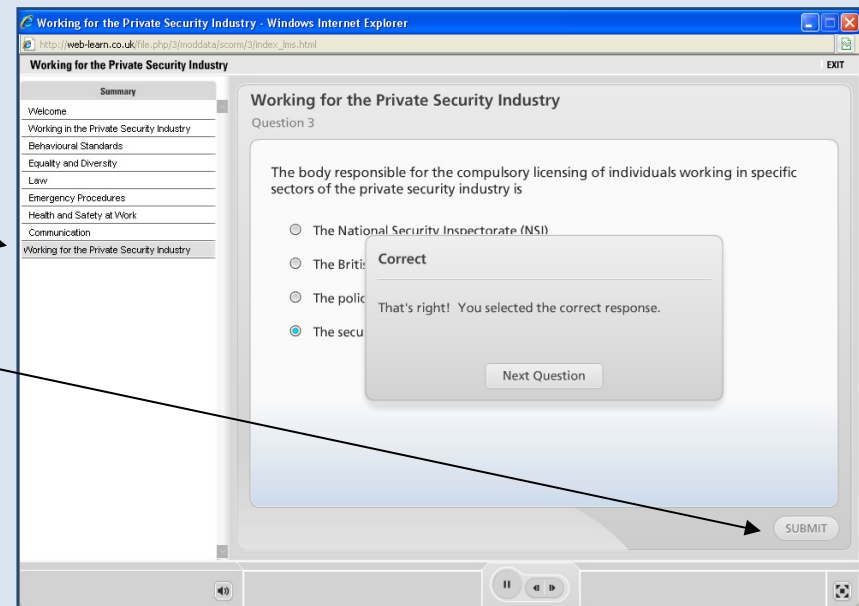 Working for the Private Security Industry - Windows Internet Explorer
http://web-learn.co.uk/file.php/3/moddata/scorm/3/index_lms.html
Working for the Private Security Industry
EXIT
Summary
Welcome
Working in the Private Security Industry
Behavioural Standards
Equality and Diversity
Law
Emergency Procedures
Health and Safety at Work
Communication
Working for the Private Security Industry
Working for the Private Security Industry
Question 3
The body responsible for the compulsory licensing of individuals working in specific
sectors of the private security industry is
The National Security Inspectorate (NSI)
The Briti
The polic
The secu
Correct
That's right! You selected the correct response.
Next Question
SUBMIT